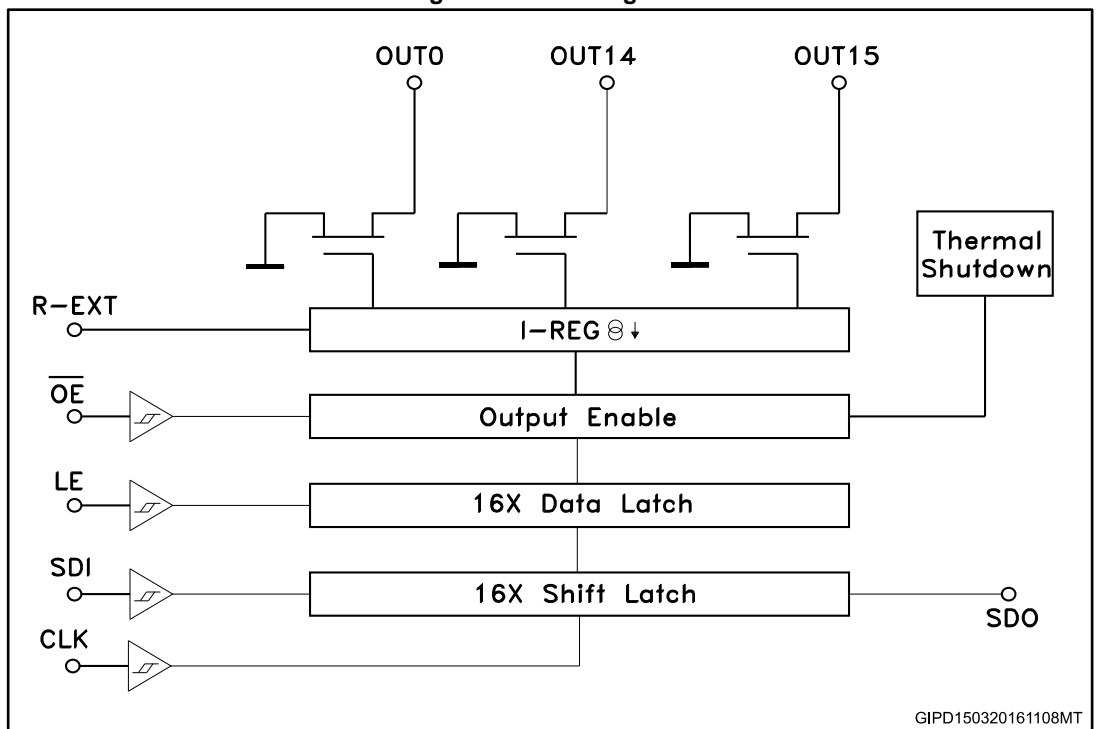 OUT0 OUT14 OUT15
Thermal
Shutdown
R-EXT
I-REG
OE
Output Enable
LE
16X Data Latch
SDI
16X Shift Latch
SDO
CLK
GIPD150320161108MT